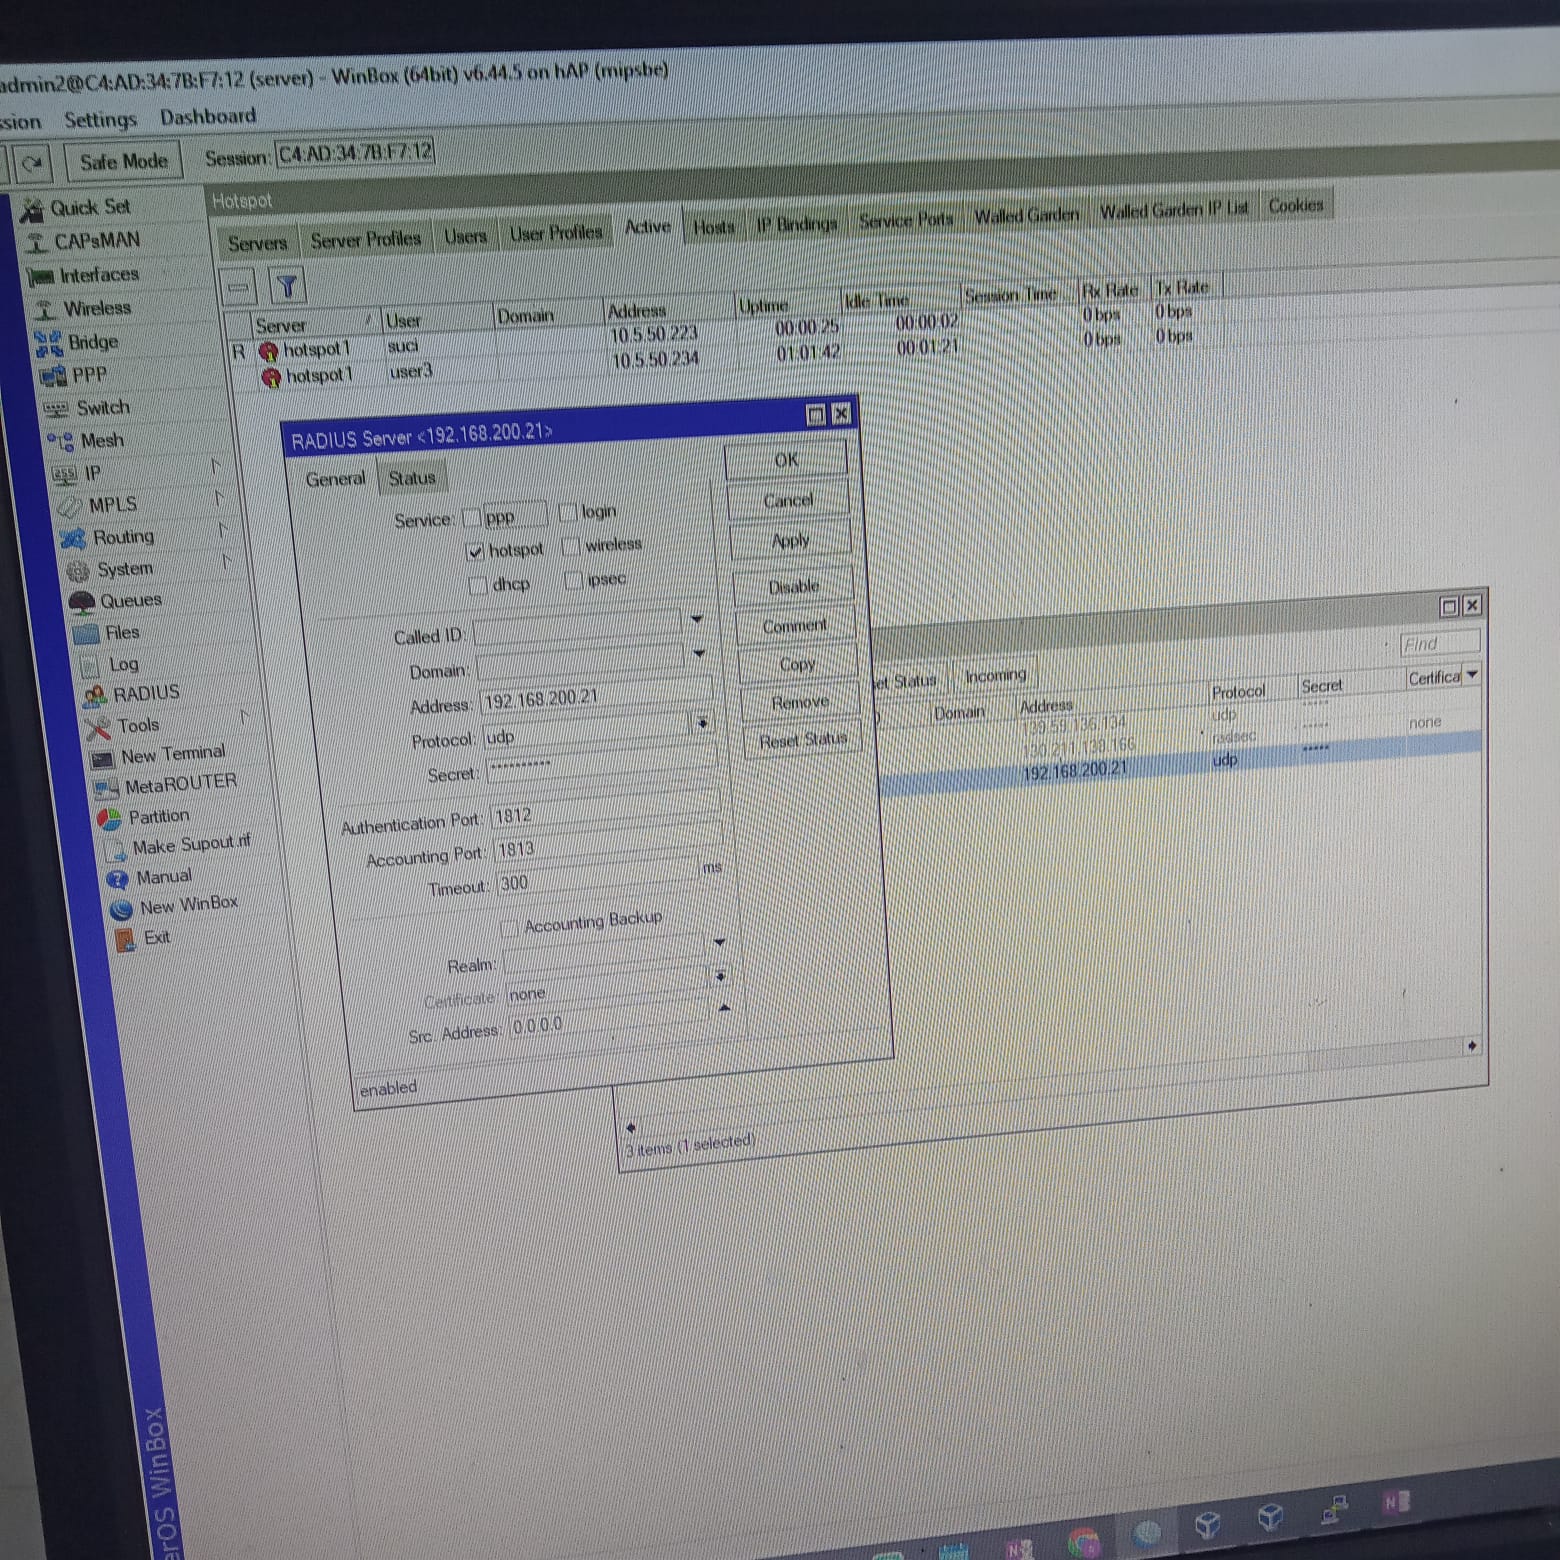 admin2@C4:AD:34:7B:F7:12 (server) - WinBox (64bit) v6.44.5 on hAP (mipsbe)
ssion Settings Dashboard
Safe Mode Session: C4:AD:34:7B:F7:12
Quick Set
CAPsMAN
Interfaces
Wireless
Bridge
PPP
Switch
Mesh
IP
MPLS
Routing
System
Queues
Files
Log
RADIUS
Tools
New Terminal
MetaROUTER
Partition
Make Supout.rif
Manual
New WinBox
Exit
Hotspot
Servers Server Profiles Users User Profiles Active Hosts IP Bindings Service Ports Walled Garden Walled Garden IP List Cookies
Server User Domain Address Uptime Idle Time Session Time Rx Rate Tx Rate
R hotspot1 suci 10.5.50.223 00:00:25 00:00:02 0 bps 0 bps
hotspot1 user3 10.5.50.234 01:01:42 00:01:21 0 bps 0 bps
RADIUS Server <192.168.200.21>
General Status
Service: ppp login
hotspot wireless
dhcp ipsec
Called ID:
Domain:
Address: 192.168.200.21
Protocol: udp
Secret: **********
Authentication Port: 1812
Accounting Port: 1813
Timeout: 300 ms
Accounting Backup
Realm:
Certificate: none
Src. Address: 0.0.0.0
enabled
OK
Cancel
Apply
Disable
Comment
Copy
Remove
Reset Status
Find
et Status Incoming
Domain Address Protocol Secret Certifica
139.59.136.134 udp *****
130.211.138.166 radsec ***** none
192.168.200.21 udp *****
3 items (1 selected)
erOS WinBox